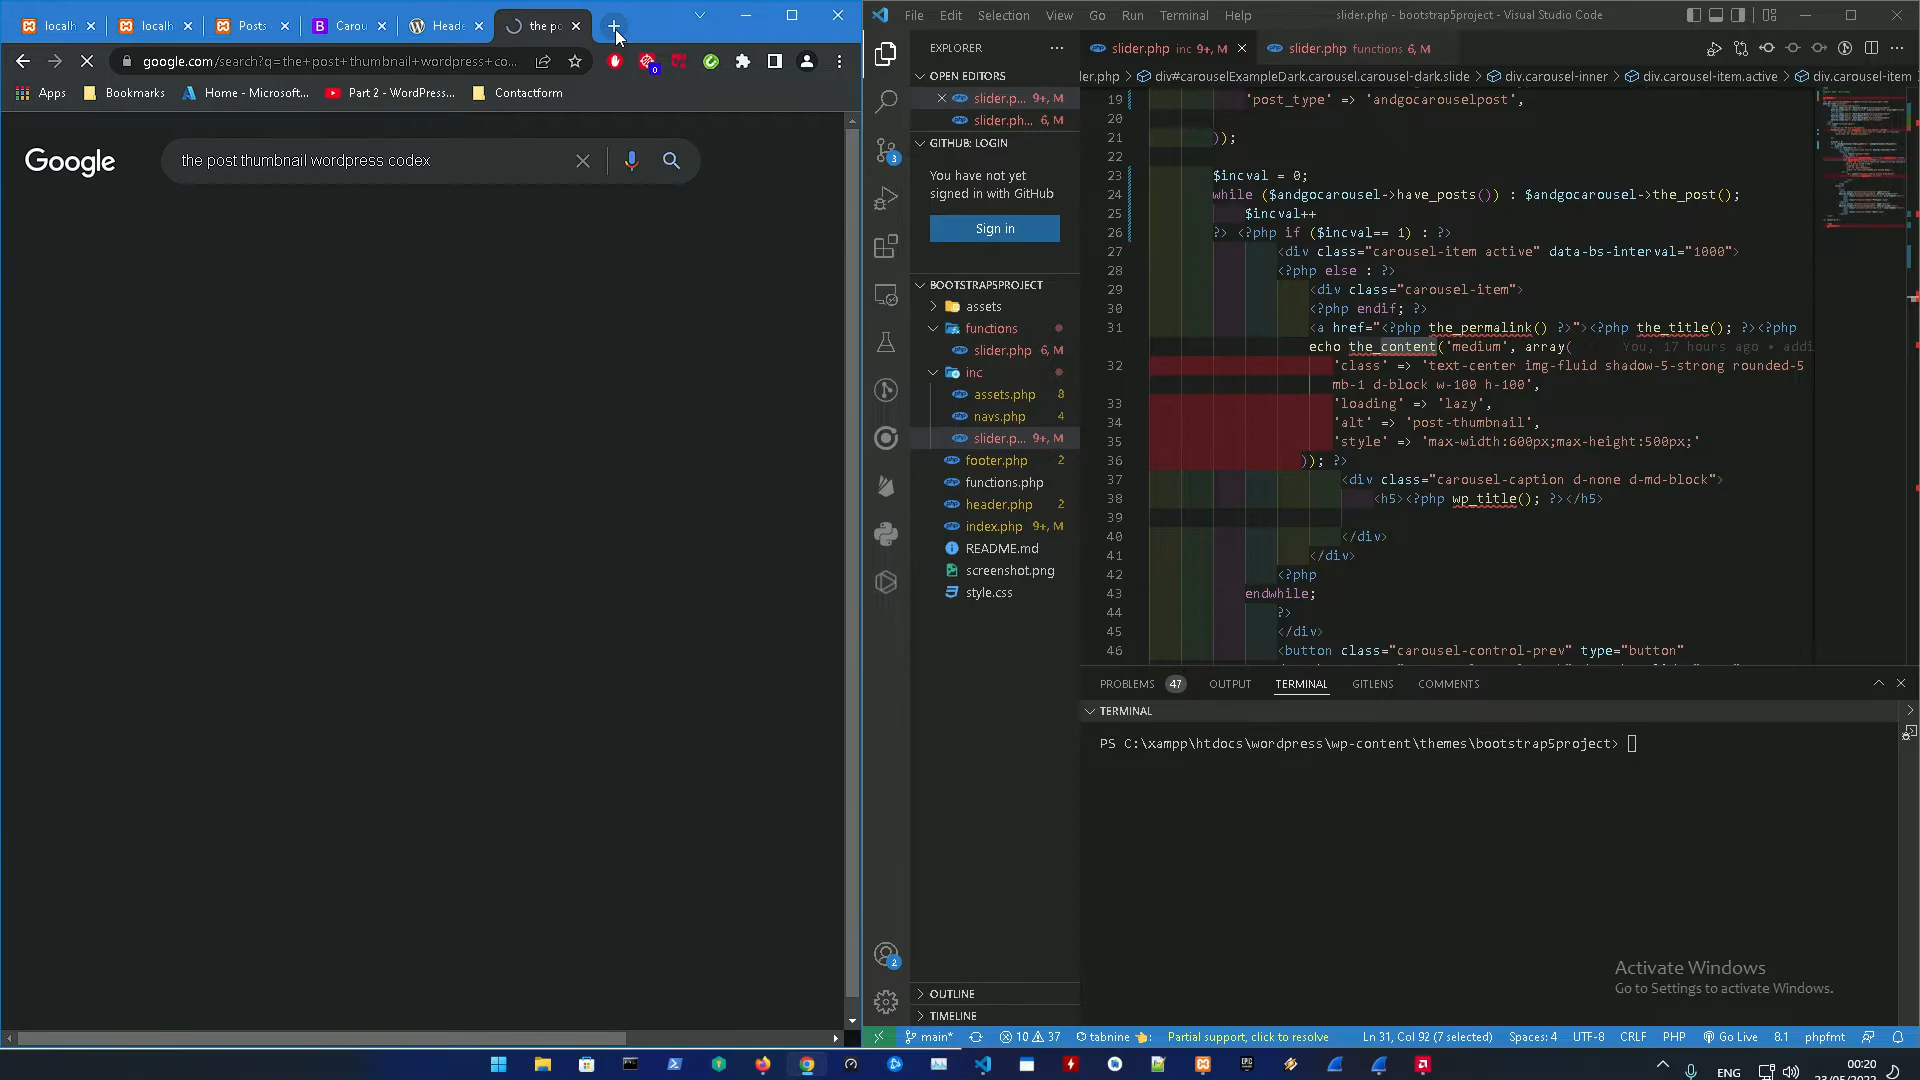 localh
localh
Posts
Carou
Heade
the po
google.com/search?q=the+post+thumbnail+wordpress+co...
Apps
Bookmarks
Home - Microsoft...
Part 2 - WordPress...
Contactform
Google
the post thumbnail wordpress codex
File Edit Selection View Go Run Terminal Help
slider.php - bootstrap5project - Visual Studio Code
EXPLORER
slider.php inc 9+, M
slider.php functions 6, M
OPEN EDITORS
slider.p... 9+, M
slider.ph... 6, M
GITHUB: LOGIN
You have not yet
signed in with GitHub
Sign in
BOOTSTRAP5PROJECT
assets
functions
slider.php 6, M
inc
assets.php 8
navs.php 4
slider.p... 9+, M
footer.php 2
functions.php
header.php 2
index.php 9+, M
README.md
screenshot.png
style.css
OUTLINE
TIMELINE
der.php > div#carouselExampleDark.carousel.carousel-dark.slide > div.carousel-inner > div.carousel-item.active > div.carousel-item
19 'post_type' => 'andgocarouselpost',
20
21 ));
22
23 $incval = 0;
24 while ($andgocarousel->have_posts()) : $andgocarousel->the_post();
25 $incval++
26 ?> <?php if ($incval== 1) : ?>
27 <div class="carousel-item active" data-bs-interval="1000">
28 <?php else : ?>
29 <div class="carousel-item">
30 <?php endif; ?>
31 <a href="<?php the_permalink() ?>"><?php the_title(); ?><?php
echo the_content('medium', array( You, 17 hours ago • addi
32 'class' => 'text-center img-fluid shadow-5-strong rounded-5
mb-1 d-block w-100 h-100',
33 'loading' => 'lazy',
34 'alt' => 'post-thumbnail',
35 'style' => 'max-width:600px;max-height:500px;'
36 )); ?>
37 <div class="carousel-caption d-none d-md-block">
38 <h5><?php wp_title(); ?></h5>
39
40 </div>
41 </div>
42 <?php
43 endwhile;
44 ?>
45 </div>
46 <button class="carousel-control-prev" type="button"
PROBLEMS 47 OUTPUT TERMINAL GITLENS COMMENTS
TERMINAL
PS C:\xampp\htdocs\wordpress\wp-content\themes\bootstrap5project>
Activate Windows
Go to Settings to activate Windows.
main* 10 37 tabnine Partial support, click to resolve Ln 31, Col 92 (7 selected) Spaces: 4 UTF-8 CRLF PHP Go Live 8.1 phpfmt
ENG
00:20
23/05/2022